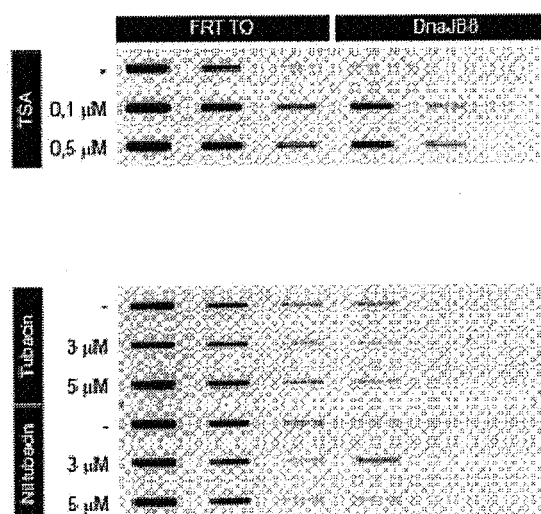 FRT TO DnaJB8
TSA
-
0,1 µM
0,5 µM
Tubacin
-
3 µM
5 µM
Niltubacin
-
3 µM
5 µM